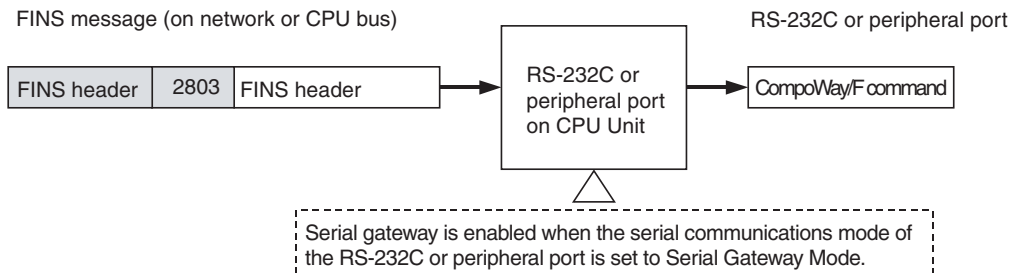 FINS message (on network or CPU bus)
RS-232C or peripheral port
FINS header 2803 FINS header
RS-232C or
peripheral port
on CPU Unit
CompoWay/F command
Serial gateway is enabled when the serial communications mode of
the RS-232C or peripheral port is set to Serial Gateway Mode.